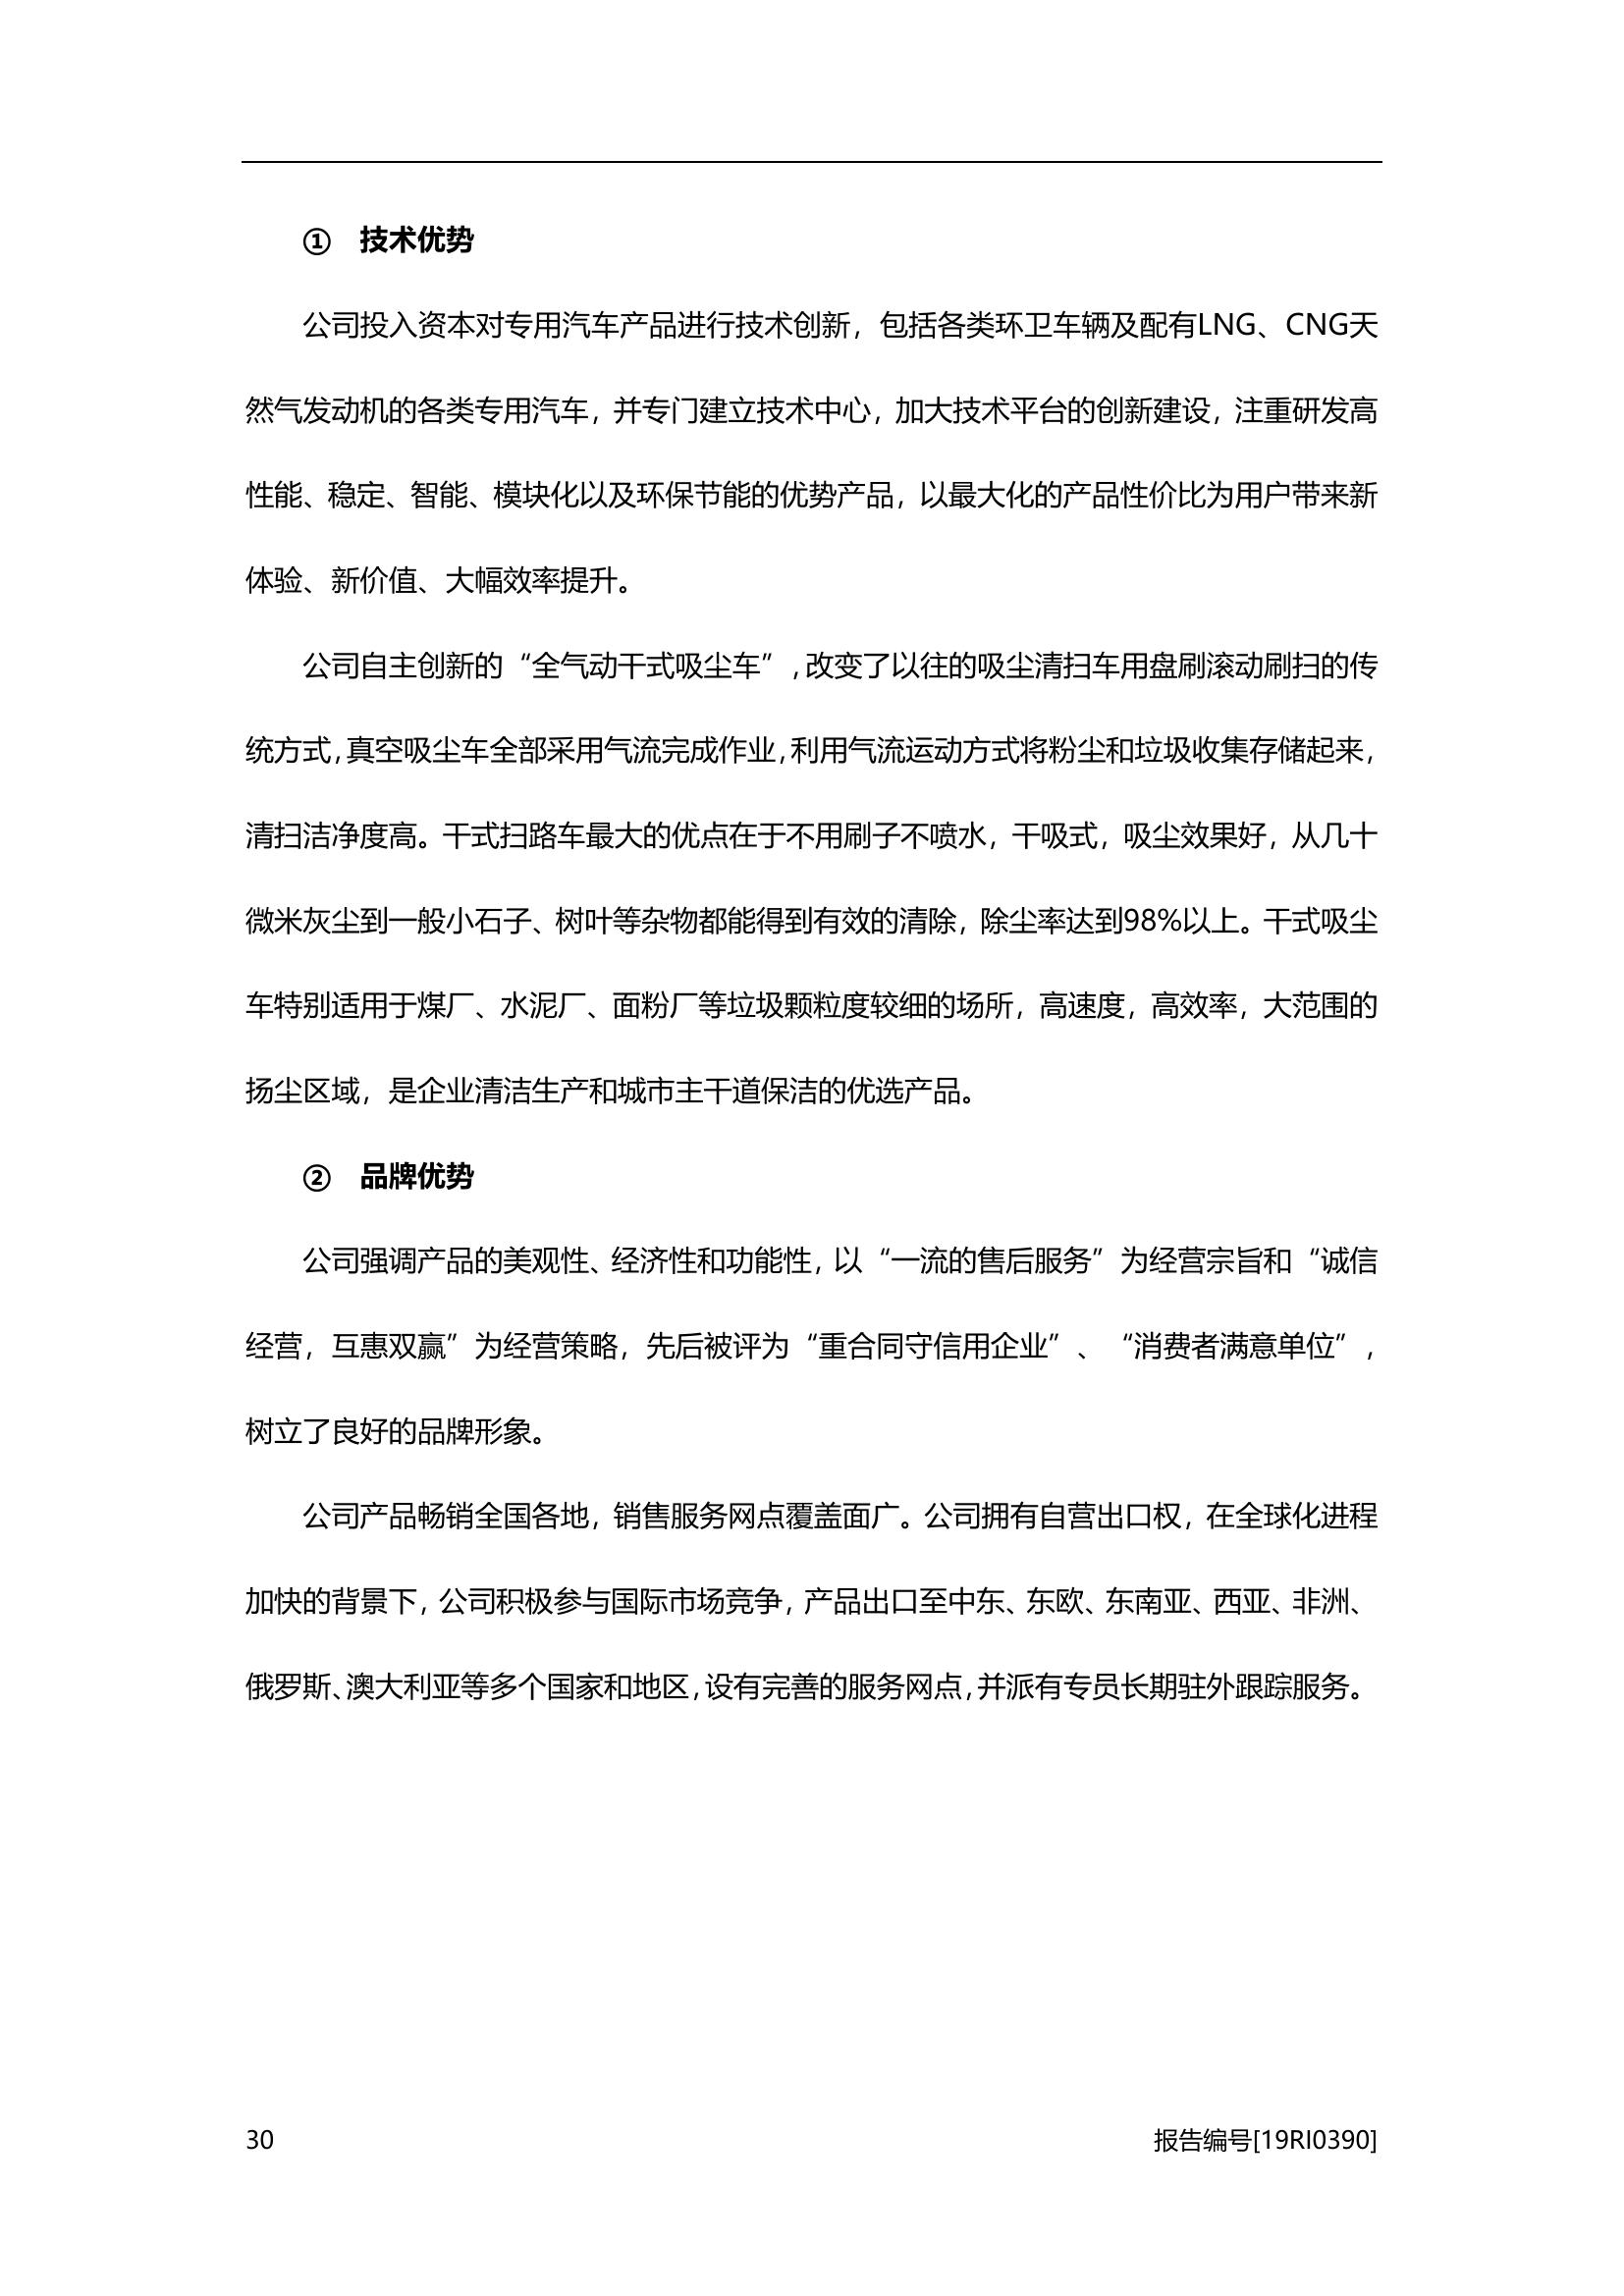 ① 技术优势
公司投入资本对专用汽车产品进行技术创新，包括各类环卫车辆及配有LNG、CNG天
然气发动机的各类专用汽车，并专门建立技术中心，加大技术平台的创新建设，注重研发高
性能、稳定、智能、模块化以及环保节能的优势产品，以最大化的产品性价比为用户带来新
体验、新价值、大幅效率提升。
公司自主创新的“全气动干式吸尘车”，改变了以往的吸尘清扫车用盘刷滚动刷扫的传
统方式，真空吸尘车全部采用气流完成作业，利用气流运动方式将粉尘和垃圾收集存储起来，
清扫洁净度高。干式扫路车最大的优点在于不用刷子不喷水，干吸式，吸尘效果好，从几十
微米灰尘到一般小石子、树叶等杂物都能得到有效的清除，除尘率达到98%以上。干式吸尘
车特别适用于煤厂、水泥厂、面粉厂等垃圾颗粒度较细的场所，高速度，高效率，大范围的
扬尘区域，是企业清洁生产和城市主干道保洁的优选产品。
② 品牌优势
公司强调产品的美观性、经济性和功能性，以“一流的售后服务”为经营宗旨和“诚信
经营，互惠双赢”为经营策略，先后被评为“重合同守信用企业”、“消费者满意单位”，
树立了良好的品牌形象。
公司产品畅销全国各地，销售服务网点覆盖面广。公司拥有自营出口权，在全球化进程
加快的背景下，公司积极参与国际市场竞争，产品出口至中东、东欧、东南亚、西亚、非洲、
俄罗斯、澳大利亚等多个国家和地区，设有完善的服务网点，并派有专员长期驻外跟踪服务。
30 报告编号[19RI0390]